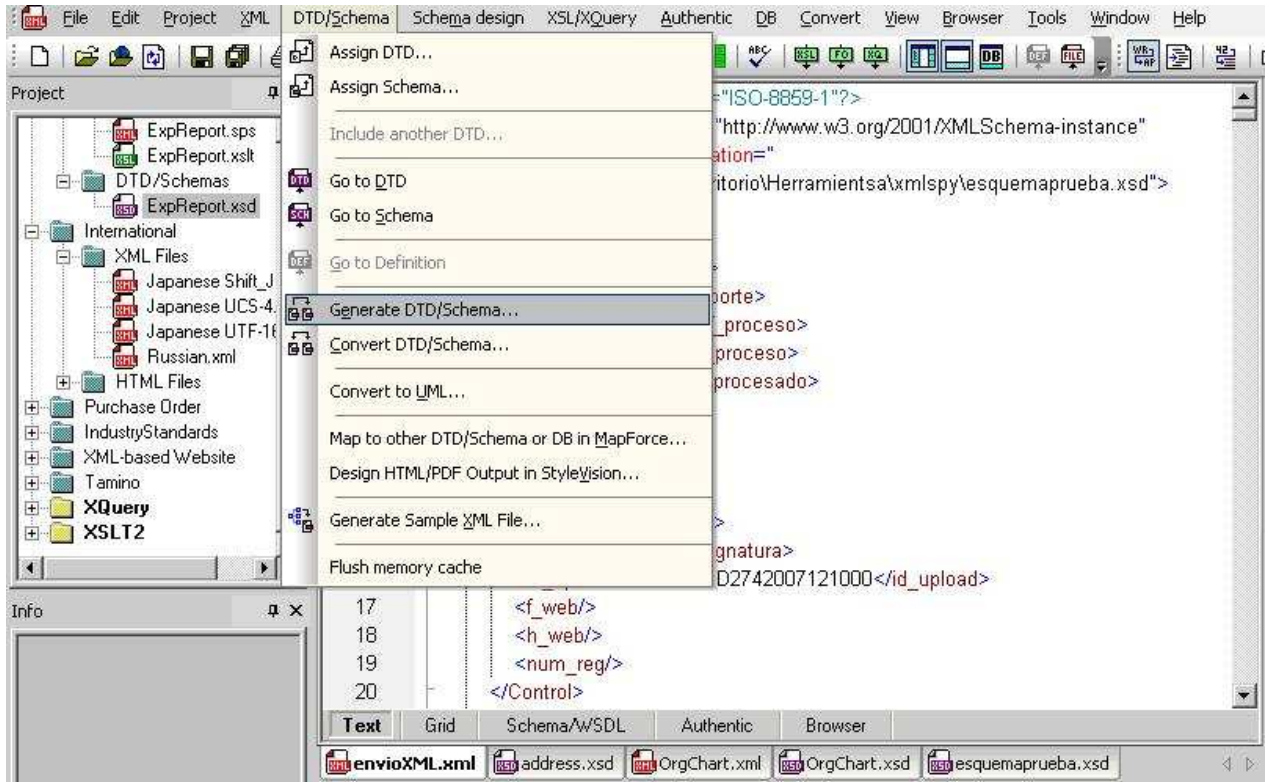 File Edit Project XML DTD/Schema Schema design XSL/XQuery Authentic DB Convert View Browser Tools Window Help
Project
ExpReport.sps
ExpReport.xslt
DTD/Schemas
ExpReport.xsd
International
XML Files
Japanese Shift_J
Japanese UCS-4.
Japanese UTF-16
Russian.xml
HTML Files
Purchase Order
IndustryStandards
XML-based Website
Tamino
XQuery
XSLT2
Info
Assign DTD...
Assign Schema...
Include another DTD...
Go to DTD
Go to Schema
Go to Definition
Generate DTD/Schema...
Convert DTD/Schema...
Convert to UML...
Map to other DTD/Schema or DB in MapForce...
Design HTML/PDF Output in StyleVision...
Generate Sample XML File...
Flush memory cache
="ISO-8859-1"?>
"http://www.w3.org/2001/XMLSchema-instance"
ation="
itorio\Herramientsa\xmlspy\esquemaprueba.xsd">
porte>
_proceso>
proceso>
procesado>
>
gnatura>
D2742007121000</id_upload>
17 <f_web/>
18 <h_web/>
19 <num_reg/>
20 </Control>
Text Grid Schema/WSDL Authentic Browser
envioXML.xml address.xsd OrgChart.xml OrgChart.xsd esquemaprueba.xsd